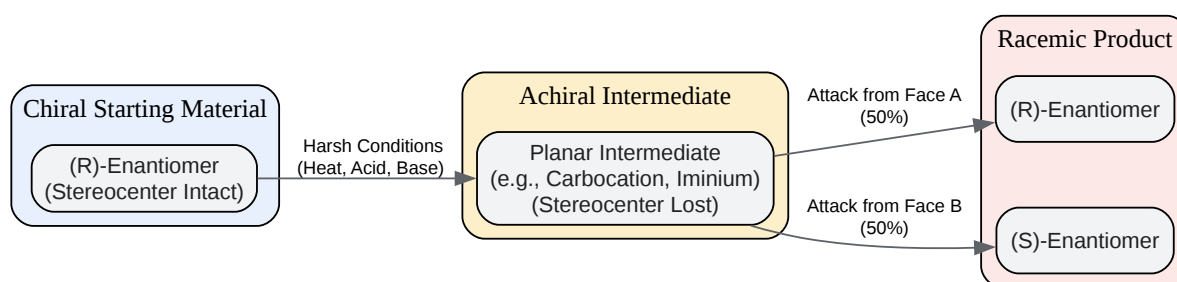 Chiral Starting Material
(R)-Enantiomer
(Stereocenter Intact)
Harsh Conditions
(Heat, Acid, Base)
Achiral Intermediate
Planar Intermediate
(e.g., Carbocation, Iminium)
(Stereocenter Lost)
Attack from Face A
(50%)
Attack from Face B
(50%)
Racemic Product
(R)-Enantiomer
(S)-Enantiomer